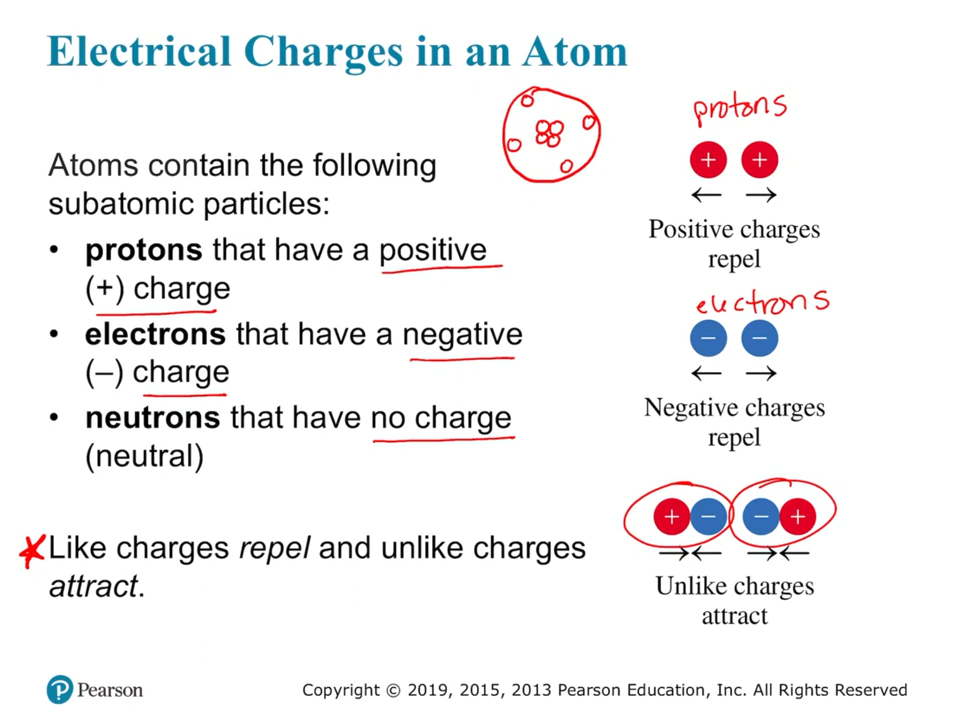 Electrical Charges in an Atom
Atoms contain the following
subatomic particles:
• protons that have a positive
(+) charge
• electrons that have a negative
(–) charge
• neutrons that have no charge
(neutral)
Like charges repel and unlike charges
attract.
protons
+ +
← →
Positive charges
repel
electrons
– –
← →
Negative charges
repel
+ – – +
→← →←
Unlike charges
attract
P Pearson
Copyright © 2019, 2015, 2013 Pearson Education, Inc. All Rights Reserved